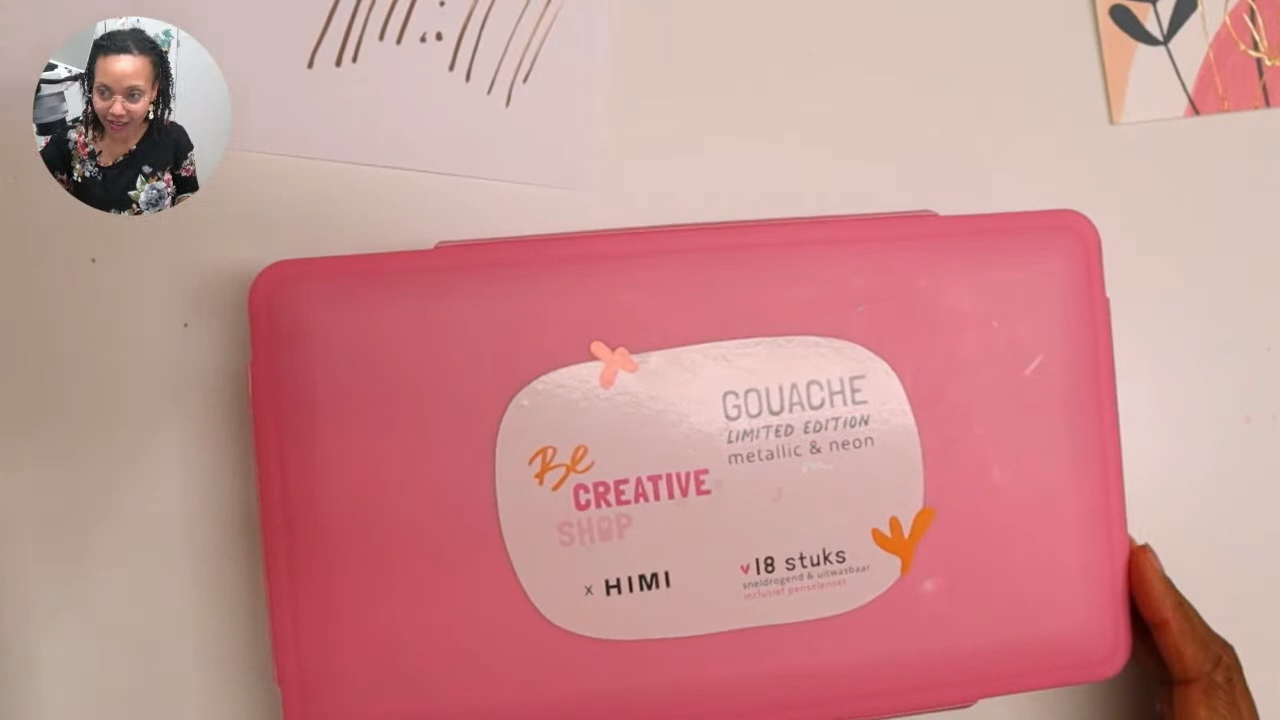 GOUACHE
LIMITED EDITION
metallic & neon
Be
CREATIVE
SHOP
x HIMI
18 stuks
sneldrogend & uitwasbaar
inclusief penselenset